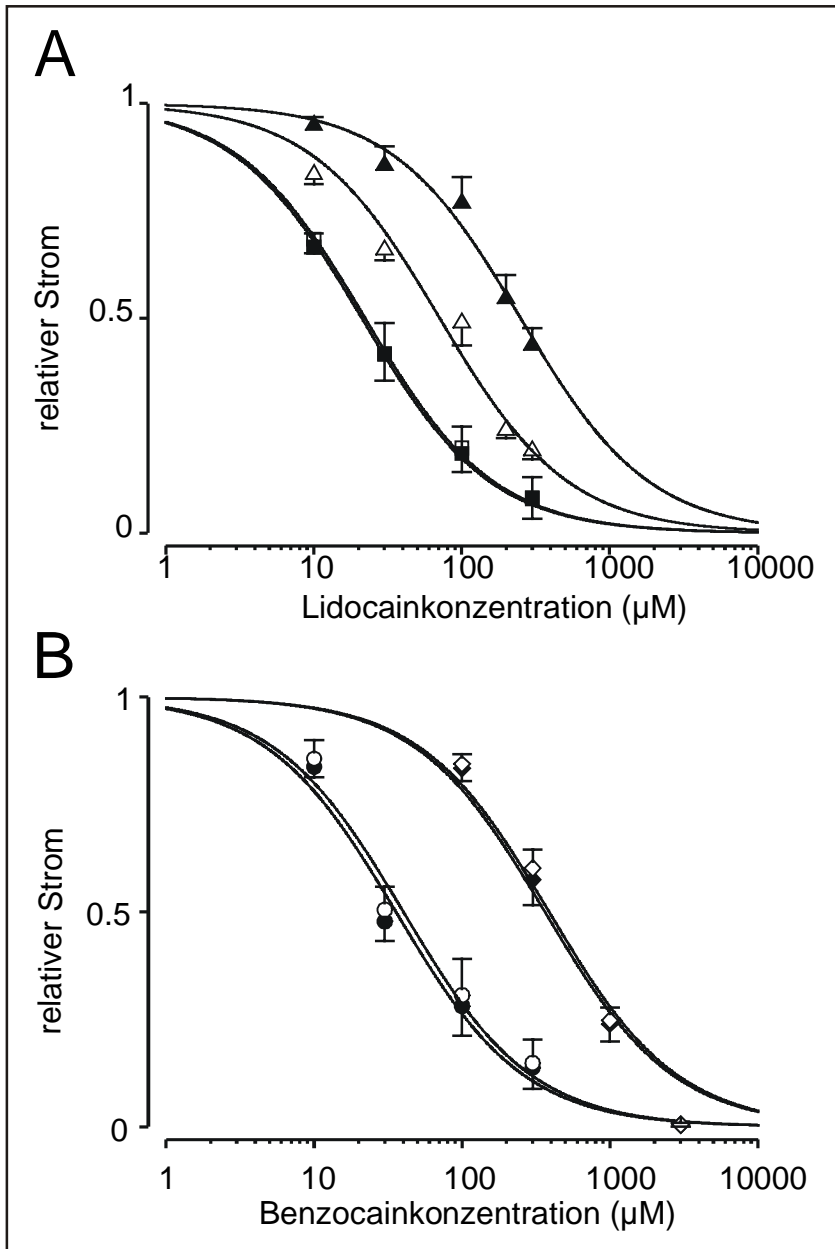 A
1
0.5
0
relativer Strom
1 10 100 1000 10000
Lidocainkonzentration (µM)
B
1
0.5
0
relativer Strom
1 10 100 1000 10000
Benzocainkonzentration (µM)